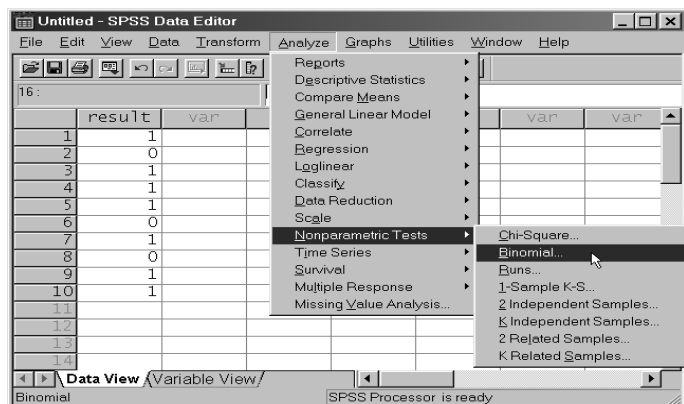 Untitled - SPSS Data Editor
File Edit View Data Transform Analyze Graphs Utilities Window Help
16 :
result var var var
1 1
2 0
3 1
4 1
5 1
6 0
7 1
8 0
9 1
10 1
11
12
13
14
Reports
Descriptive Statistics
Compare Means
General Linear Model
Correlate
Regression
Loglinear
Classify
Data Reduction
Scale
Nonparametric Tests
Time Series
Survival
Multiple Response
Missing Value Analysis...
Chi-Square...
Binomial...
Runs...
1-Sample K-S...
2 Independent Samples...
K Independent Samples...
2 Related Samples...
K Related Samples...
Data View Variable View
Binomial SPSS Processor is ready